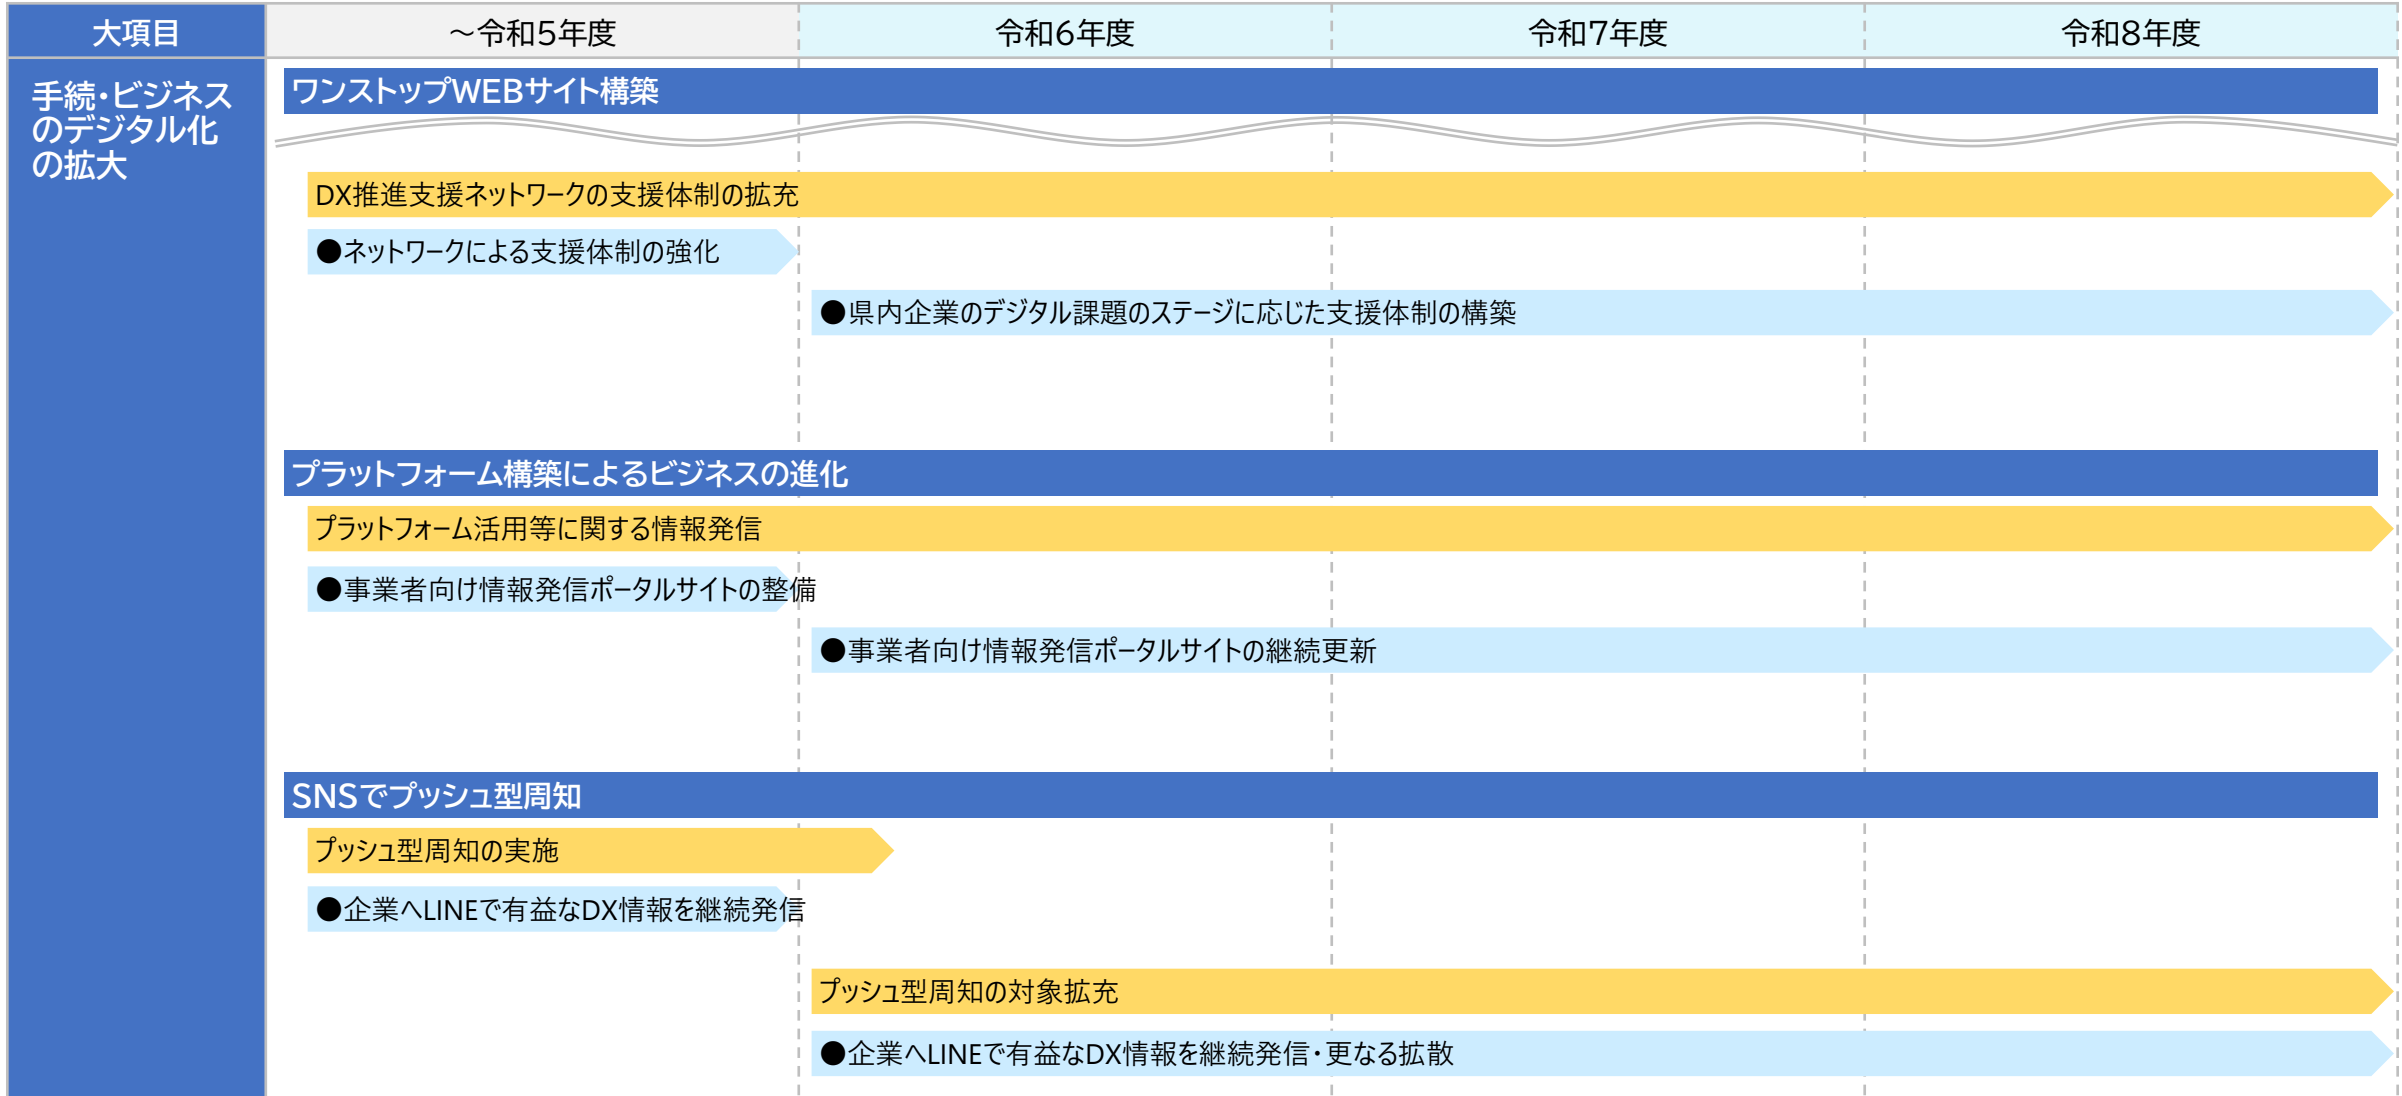 大項目
～令和5年度
令和6年度
令和7年度
令和8年度
手続・ビジネス
のデジタル化
の拡大
ワンストップWEBサイト構築
DX推進支援ネットワークの支援体制の拡充
●ネットワークによる支援体制の強化
●県内企業のデジタル課題のステージに応じた支援体制の構築
プラットフォーム構築によるビジネスの進化
プラットフォーム活用等に関する情報発信
●事業者向け情報発信ポータルサイトの整備
●事業者向け情報発信ポータルサイトの継続更新
SNSでプッシュ型周知
プッシュ型周知の実施
●企業へLINEで有益なDX情報を継続発信
プッシュ型周知の対象拡充
●企業へLINEで有益なDX情報を継続発信・更なる拡散